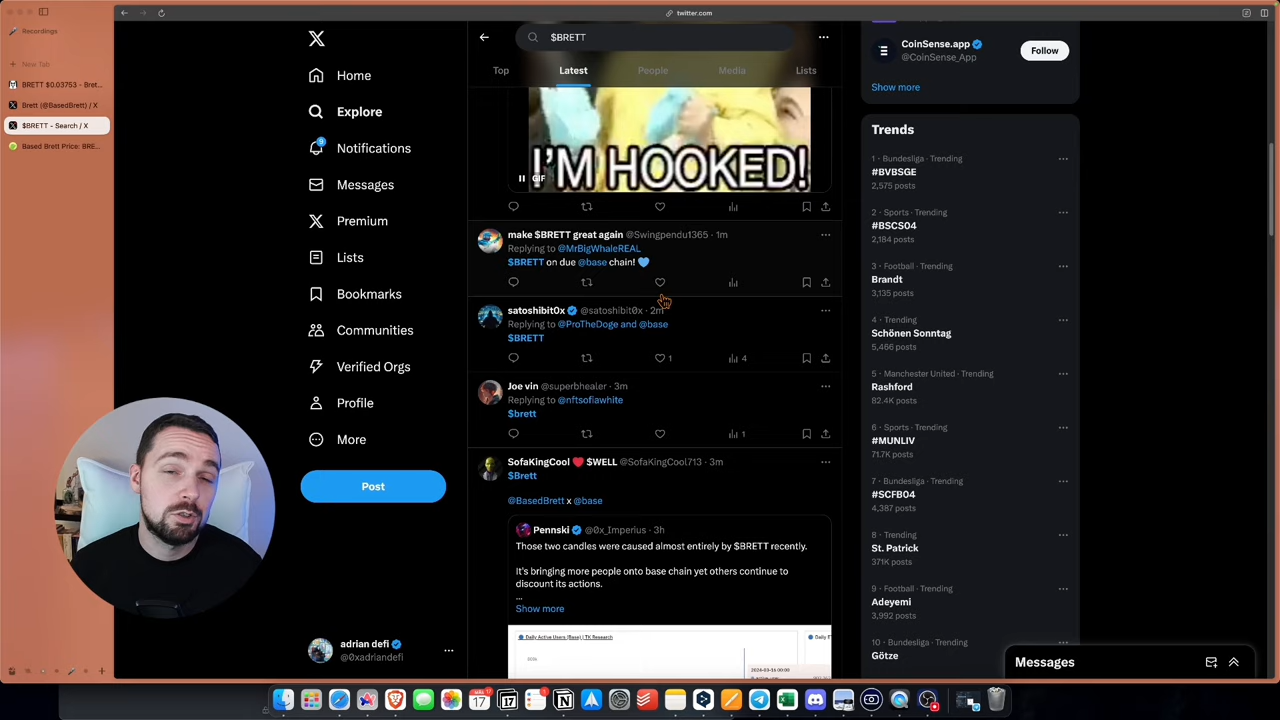 twitter.com
Recordings
New Tab
BRETT $0.03753 - Bret...
Brett (@BasedBrett) / X
$BRETT - Search / X
Based Brett Price: BRE...
Home
Explore
Notifications
Messages
Premium
Lists
Bookmarks
Communities
Verified Orgs
Profile
More
Post
adrian defi
@0xadriandefi
$BRETT
Top
Latest
People
Media
Lists
I'M HOOKED!
GIF
make $BRETT great again @Swingpendu1365 · 1m
Replying to @MrBigWhaleREAL
$BRETT on due @base chain! 💙
satoshibit0x @satoshibit0x · 2m
Replying to @ProTheDoge and @base
$BRETT
1
4
Joe vin @superbhealer · 3m
Replying to @nftsofiawhite
$brett
1
SofaKingCool ❤️ $WELL @SofaKingCool713 · 3m
$Brett
@BasedBrett x @base
Pennski @0x_Imperius · 3h
Those two candles were caused almost entirely by $BRETT recently.
It's bringing more people onto base chain yet others continue to
discount its actions.
...
Show more
Daily Active Users (Base) | TK Research
CoinSense.app
@CoinSense_App
Follow
Show more
Trends
1 · Bundesliga · Trending
#BVBSGE
2,575 posts
2 · Sports · Trending
#BSCS04
2,184 posts
3 · Football · Trending
Brandt
3,135 posts
4 · Trending
Schönen Sonntag
5,466 posts
5 · Manchester United · Trending
Rashford
82.4K posts
6 · Sports · Trending
#MUNLIV
71.7K posts
7 · Bundesliga · Trending
#SCFB04
4,387 posts
8 · Trending
St. Patrick
371K posts
9 · Football · Trending
Adeyemi
3,992 posts
10 · Bundesliga · Trending
Götze
Messages
17